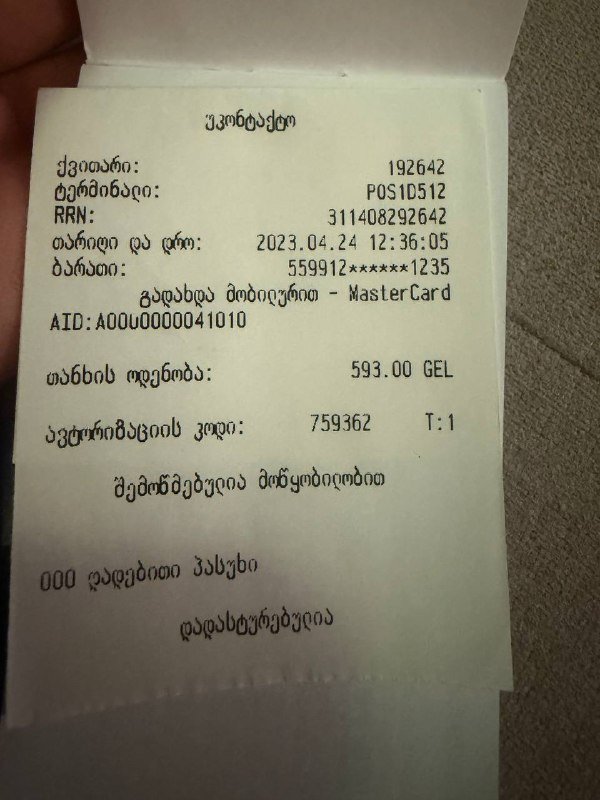 უკონტაქტო
ქვითარი: 192642
ტერმინალი: POS1D512
RRN: 311408292642
თარიღი და დრო: 2023.04.24 12:36:05
ბარათი: 559912******1235
გადახდა მობილურით - MasterCard
AID:A0000000041010
თანხის ოდენობა: 593.00 GEL
ავტორიზაციის კოდი: 759362 T:1
შემოწმებულია მოწყობილობით
000 დადებითი პასუხი
დადასტურებულია